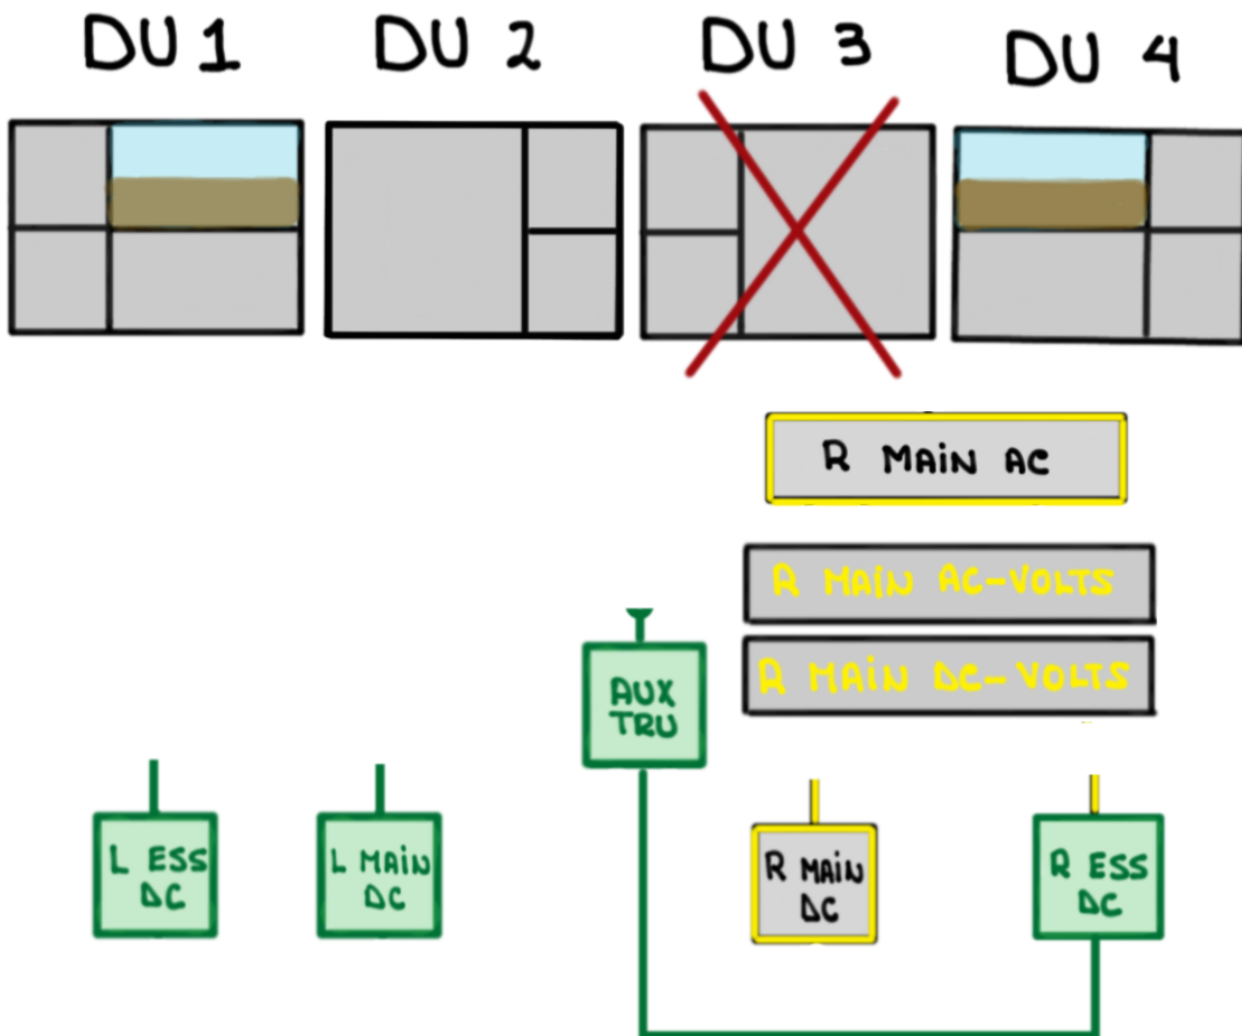 DU 1
DU 2
DU 3
DU 4
R MAiN AC
R MAIN AC-VOLTS
R MAiN DC-VOLTS
AUX
TRU
L ESS
DC
L MAiN
DC
R MAiN
DC
R ESS
DC